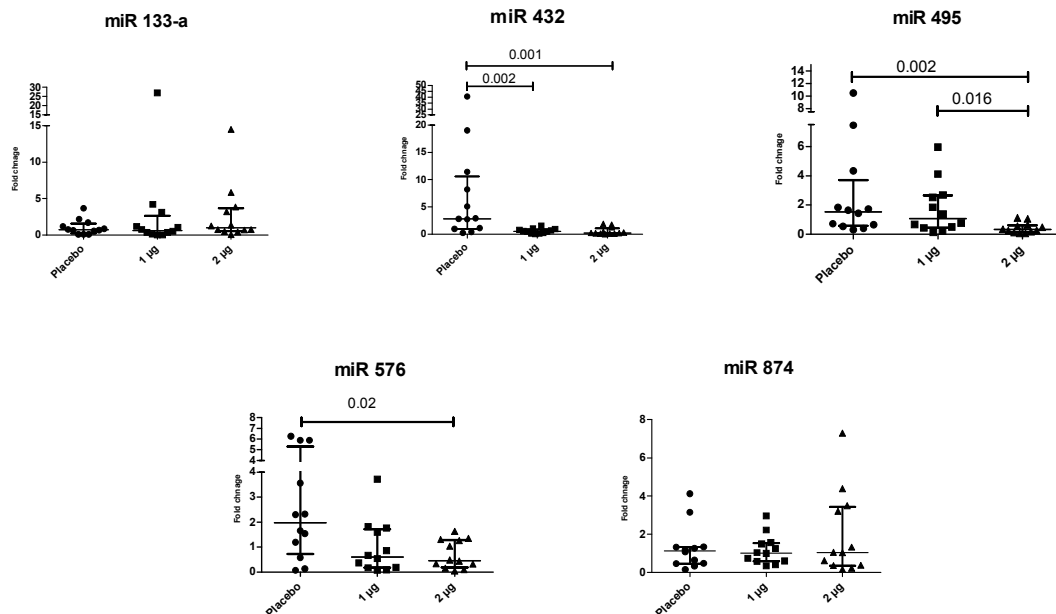 miR 133-a
Fold chnage
30
25
20
15
15
10
5
0
Placebo
1 µg
2 µg
miR 432
0.001
0.002
Fold chnage
50
45
40
35
30
25
20
20
15
10
5
0
Placebo
1 µg
2 µg
miR 495
0.002
0.016
Fold chnage
14
12
10
8
6
4
2
0
Placebo
1 µg
2 µg
miR 576
0.02
Fold chnage
8
7
6
5
4
4
3
2
1
0
Placebo
1 µg
2 µg
miR 874
Fold chnage
8
6
4
2
0
Placebo
1 µg
2 µg